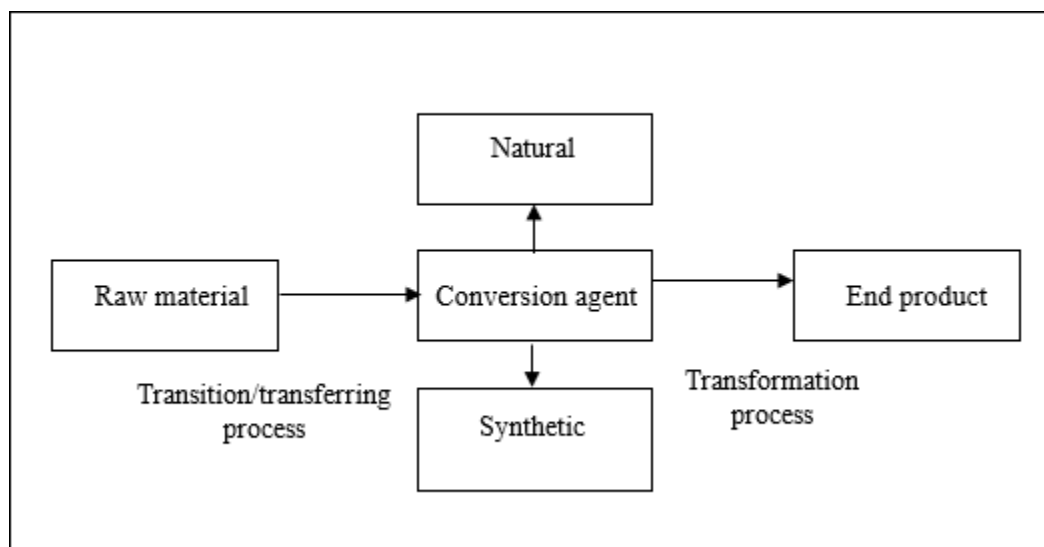 Natural
Raw material
Conversion agent
End product
Transition/transferring
process
Transformation
process
Synthetic